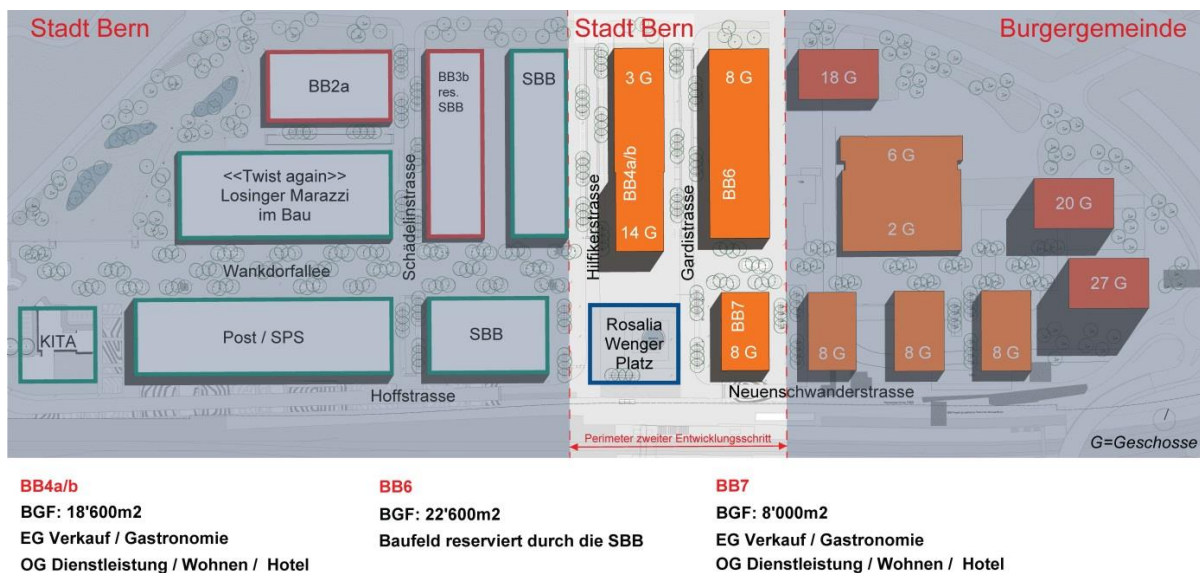 Stadt Bern
Stadt Bern
Burgergemeinde
BB2a
BB3b
res.
SBB
SBB
3 G
BB4a/b
14 G
8 G
BB6
18 G
6 G
2 G
20 G
27 G
<<Twist again>>
Losinger Marazzi
im Bau
Schädelinstrasse
Hilfikerstrasse
Gardistrasse
Wankdorfallee
KITA
Post / SPS
SBB
Rosalia
Wenger
Platz
BB7
8 G
8 G
8 G
8 G
Hoffstrasse
Neuenschwanderstrasse
Perimeter zweiter Entwicklungsschritt
G=Geschosse
BB4a/b
BGF: 18'600m2
EG Verkauf / Gastronomie
OG Dienstleistung / Wohnen / Hotel
BB6
BGF: 22'600m2
Baufeld reserviert durch die SBB
BB7
BGF: 8'000m2
EG Verkauf / Gastronomie
OG Dienstleistung / Wohnen / Hotel